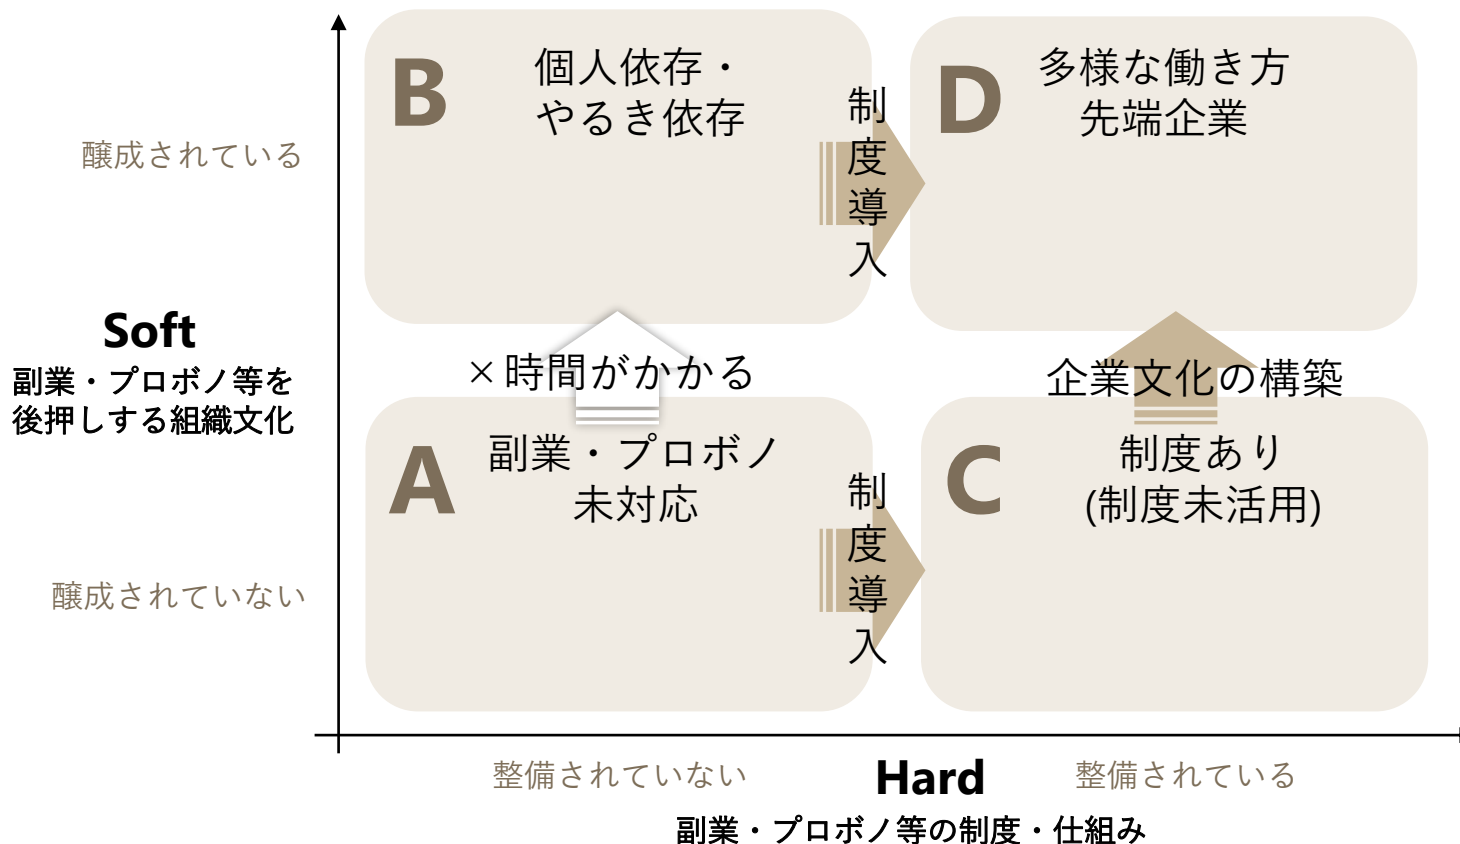 B
個人依存・
やるき依存
制度導入
D
多様な働き方
先端企業
醸成されている
Soft
副業・プロボノ等を
後押しする組織文化
×時間がかかる
企業文化の構築
A
副業・プロボノ
未対応
制度導入
C
制度あり
(制度未活用)
醸成されていない
整備されていない
Hard
整備されている
副業・プロボノ等の制度・仕組み